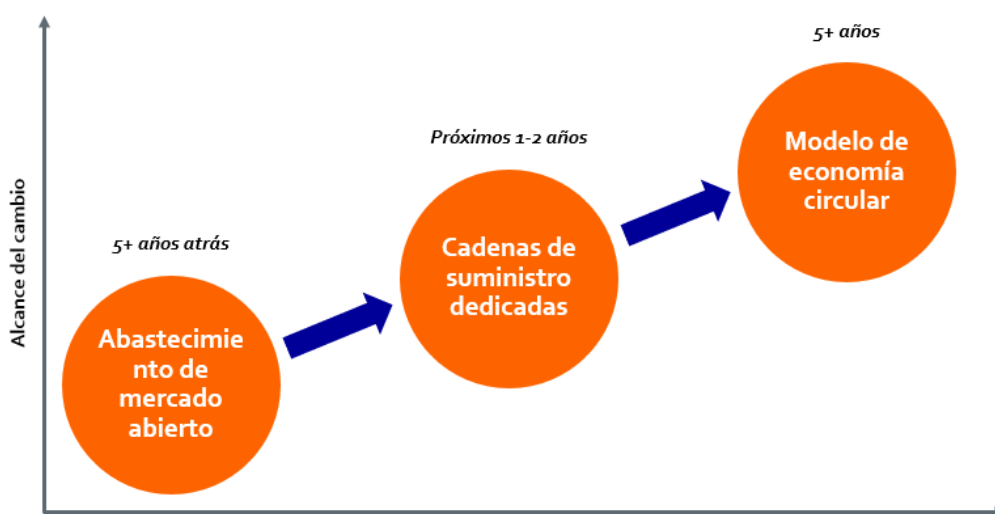 5+ años
Próximos 1-2 años
Modelo de
economía
circular
5+ años atrás
Cadenas de
suministro
dedicadas
Alcance del cambio
Abastecimie
nto de
mercado
abierto